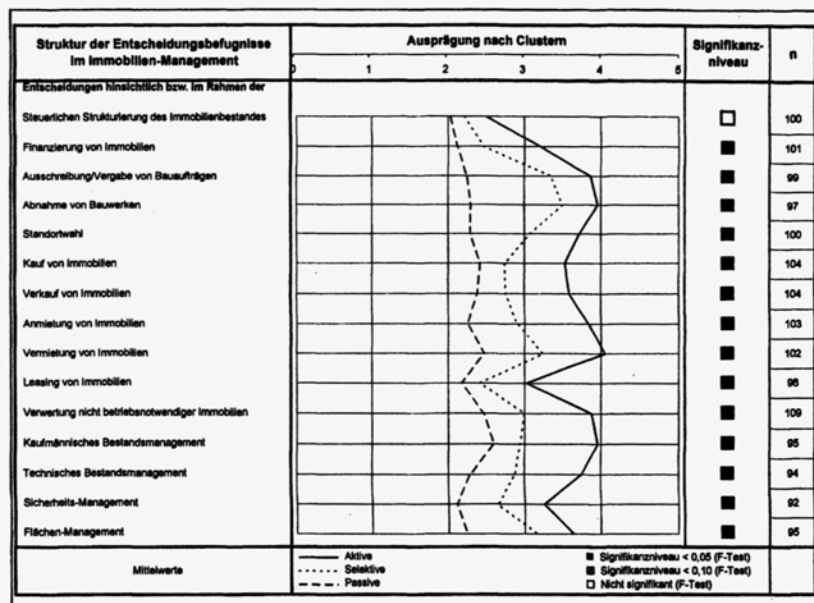 Struktur der Entscheidungsbefugnisse
im Immobilien-Management
Ausprägung nach Clustern
0 1 2 3 4 5
Signifikanz-
niveau
n
Entscheidungen hinsichtlich bzw. im Rahmen der
Steuerlichen Strukturierung des Immobilienbestandes 100
Finanzierung von Immobilien 101
Ausschreibung/Vergabe von Bauaufträgen 99
Abnahme von Bauwerken 97
Standortwahl 100
Kauf von Immobilien 104
Verkauf von Immobilien 104
Anmietung von Immobilien 103
Vermietung von Immobilien 102
Leasing von Immobilien 98
Verwertung nicht betriebsnotwendiger Immobilien 109
Kaufmännisches Bestandsmanagement 95
Technisches Bestandsmanagement 94
Sicherheits-Management 92
Flächen-Management 95
Mittelwerte
Aktive
Selektive
Passive
Signifikanzniveau < 0,05 (F-Test)
Signifikanzniveau < 0,10 (F-Test)
Nicht signifikant (F-Test)